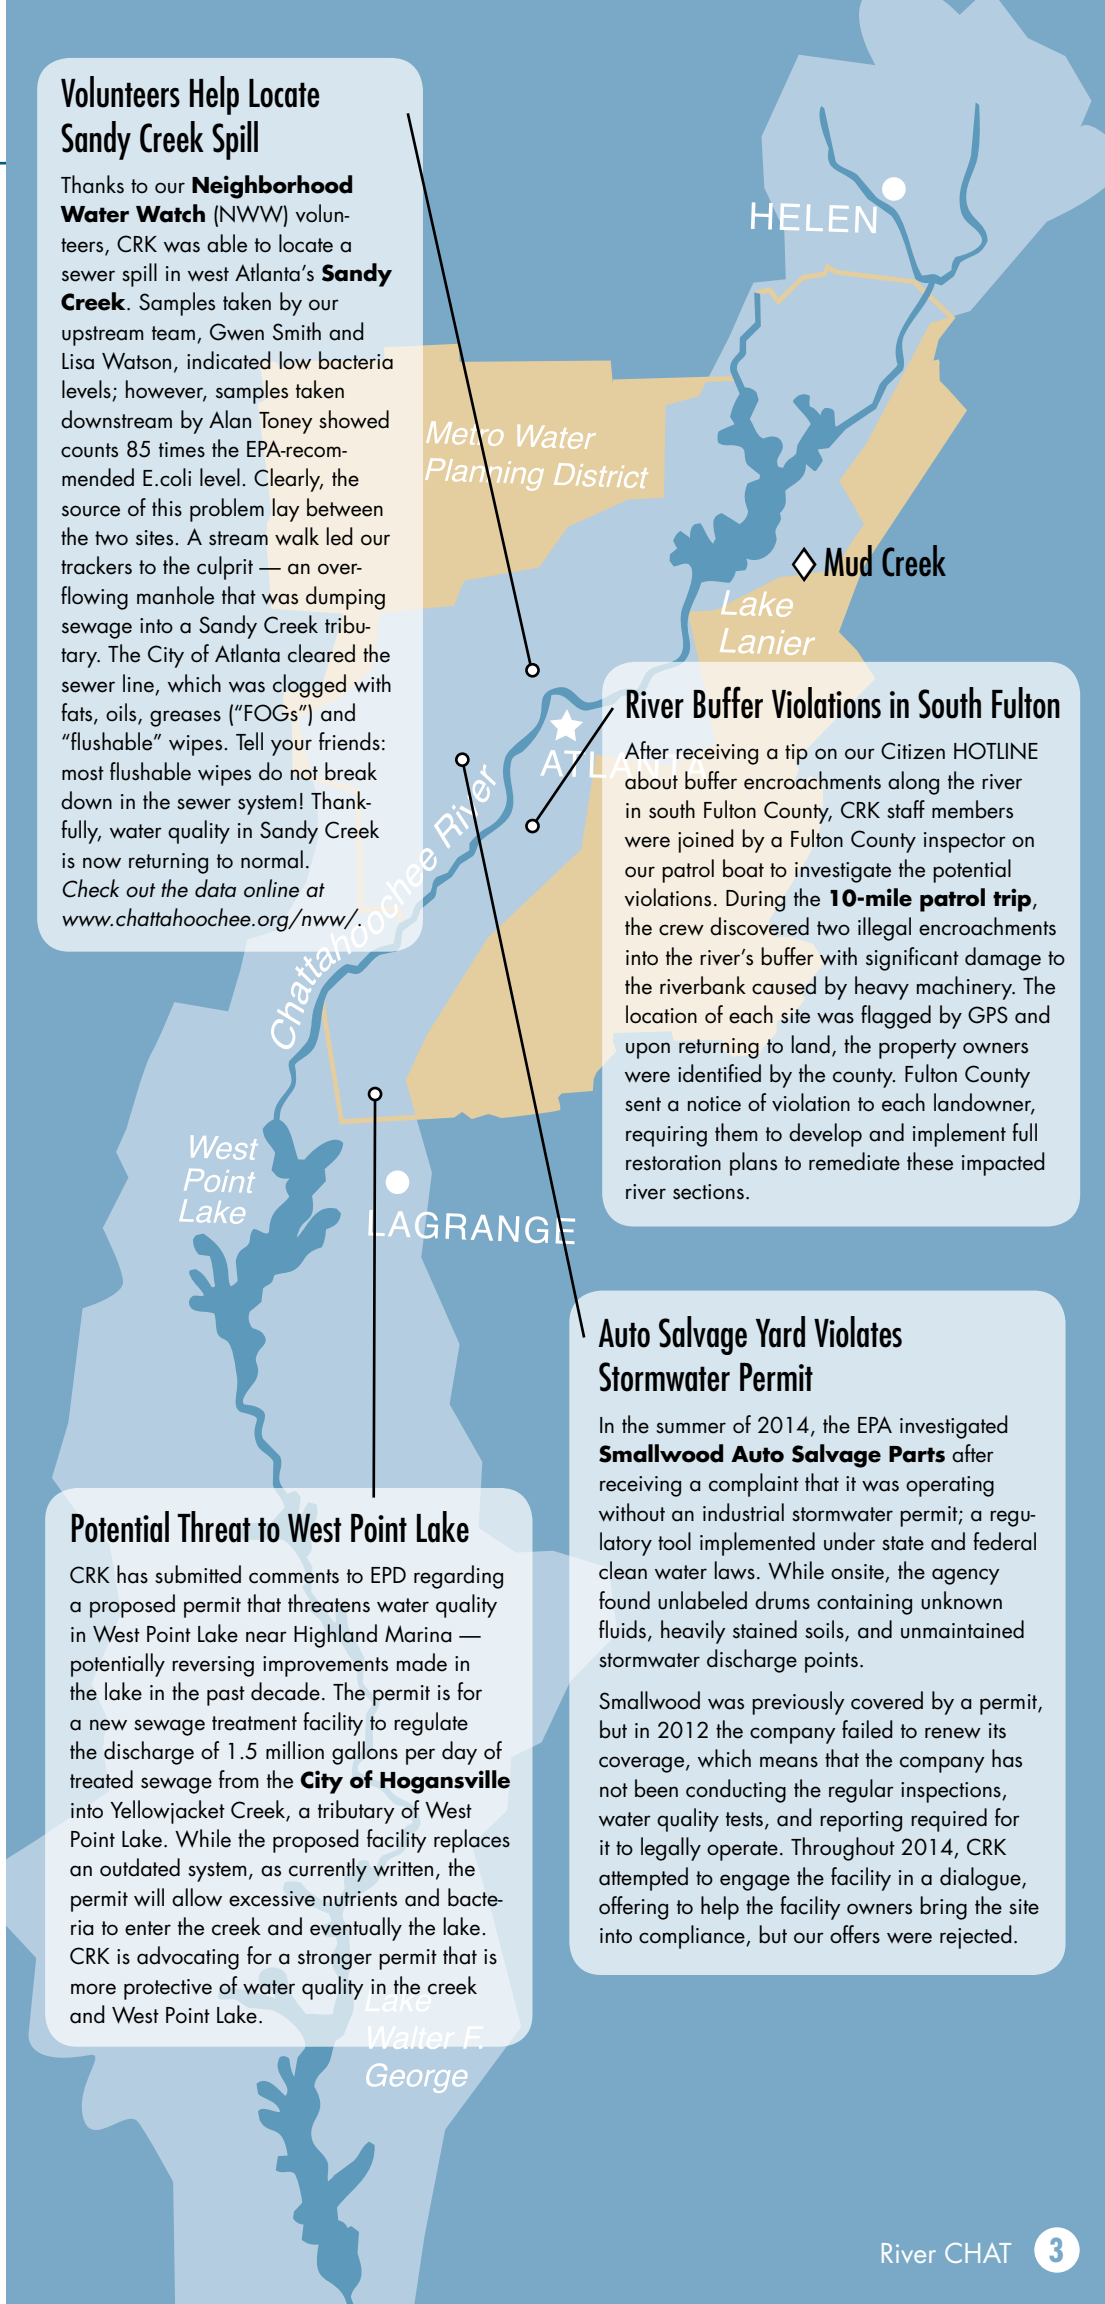 Volunteers Help Locate
Sandy Creek Spill
Thanks to our Neighborhood
Water Watch (NWW) volun-
teers, CRK was able to locate a
sewer spill in west Atlanta’s Sandy
Creek. Samples taken by our
upstream team, Gwen Smith and
Lisa Watson, indicated low bacteria
levels; however, samples taken
downstream by Alan Toney showed
counts 85 times the EPA-recom-
mended E.coli level. Clearly, the
source of this problem lay between
the two sites. A stream walk led our
trackers to the culprit — an over-
flowing manhole that was dumping
sewage into a Sandy Creek tribu-
tary. The City of Atlanta cleared the
sewer line, which was clogged with
fats, oils, greases (“FOGs”) and
“flushable” wipes. Tell your friends:
most flushable wipes do not break
down in the sewer system! Thank-
fully, water quality in Sandy Creek
is now returning to normal.
Check out the data online at
www.chattahoochee.org/nww/.
HELEN
Metro Water
Planning District
Mud Creek
Lake
Lanier
ATLANTA
Chattahoochee River
River Buffer Violations in South Fulton
After receiving a tip on our Citizen HOTLINE
about buffer encroachments along the river
in south Fulton County, CRK staff members
were joined by a Fulton County inspector on
our patrol boat to investigate the potential
violations. During the 10-mile patrol trip,
the crew discovered two illegal encroachments
into the river’s buffer with significant damage to
the riverbank caused by heavy machinery. The
location of each site was flagged by GPS and
upon returning to land, the property owners
were identified by the county. Fulton County
sent a notice of violation to each landowner,
requiring them to develop and implement full
restoration plans to remediate these impacted
river sections.
West
Point
Lake
LAGRANGE
Auto Salvage Yard Violates
Stormwater Permit
In the summer of 2014, the EPA investigated
Smallwood Auto Salvage Parts after
receiving a complaint that it was operating
without an industrial stormwater permit; a regu-
latory tool implemented under state and federal
clean water laws. While onsite, the agency
found unlabeled drums containing unknown
fluids, heavily stained soils, and unmaintained
stormwater discharge points.
Smallwood was previously covered by a permit,
but in 2012 the company failed to renew its
coverage, which means that the company has
not been conducting the regular inspections,
water quality tests, and reporting required for
it to legally operate. Throughout 2014, CRK
attempted to engage the facility in a dialogue,
offering to help the facility owners bring the site
into compliance, but our offers were rejected.
Potential Threat to West Point Lake
CRK has submitted comments to EPD regarding
a proposed permit that threatens water quality
in West Point Lake near Highland Marina —
potentially reversing improvements made in
the lake in the past decade. The permit is for
a new sewage treatment facility to regulate
the discharge of 1.5 million gallons per day of
treated sewage from the City of Hogansville
into Yellowjacket Creek, a tributary of West
Point Lake. While the proposed facility replaces
an outdated system, as currently written, the
permit will allow excessive nutrients and bacte-
ria to enter the creek and eventually the lake.
CRK is advocating for a stronger permit that is
more protective of water quality in the creek
and West Point Lake.
Lake
Walter F.
George
River CHAT 3